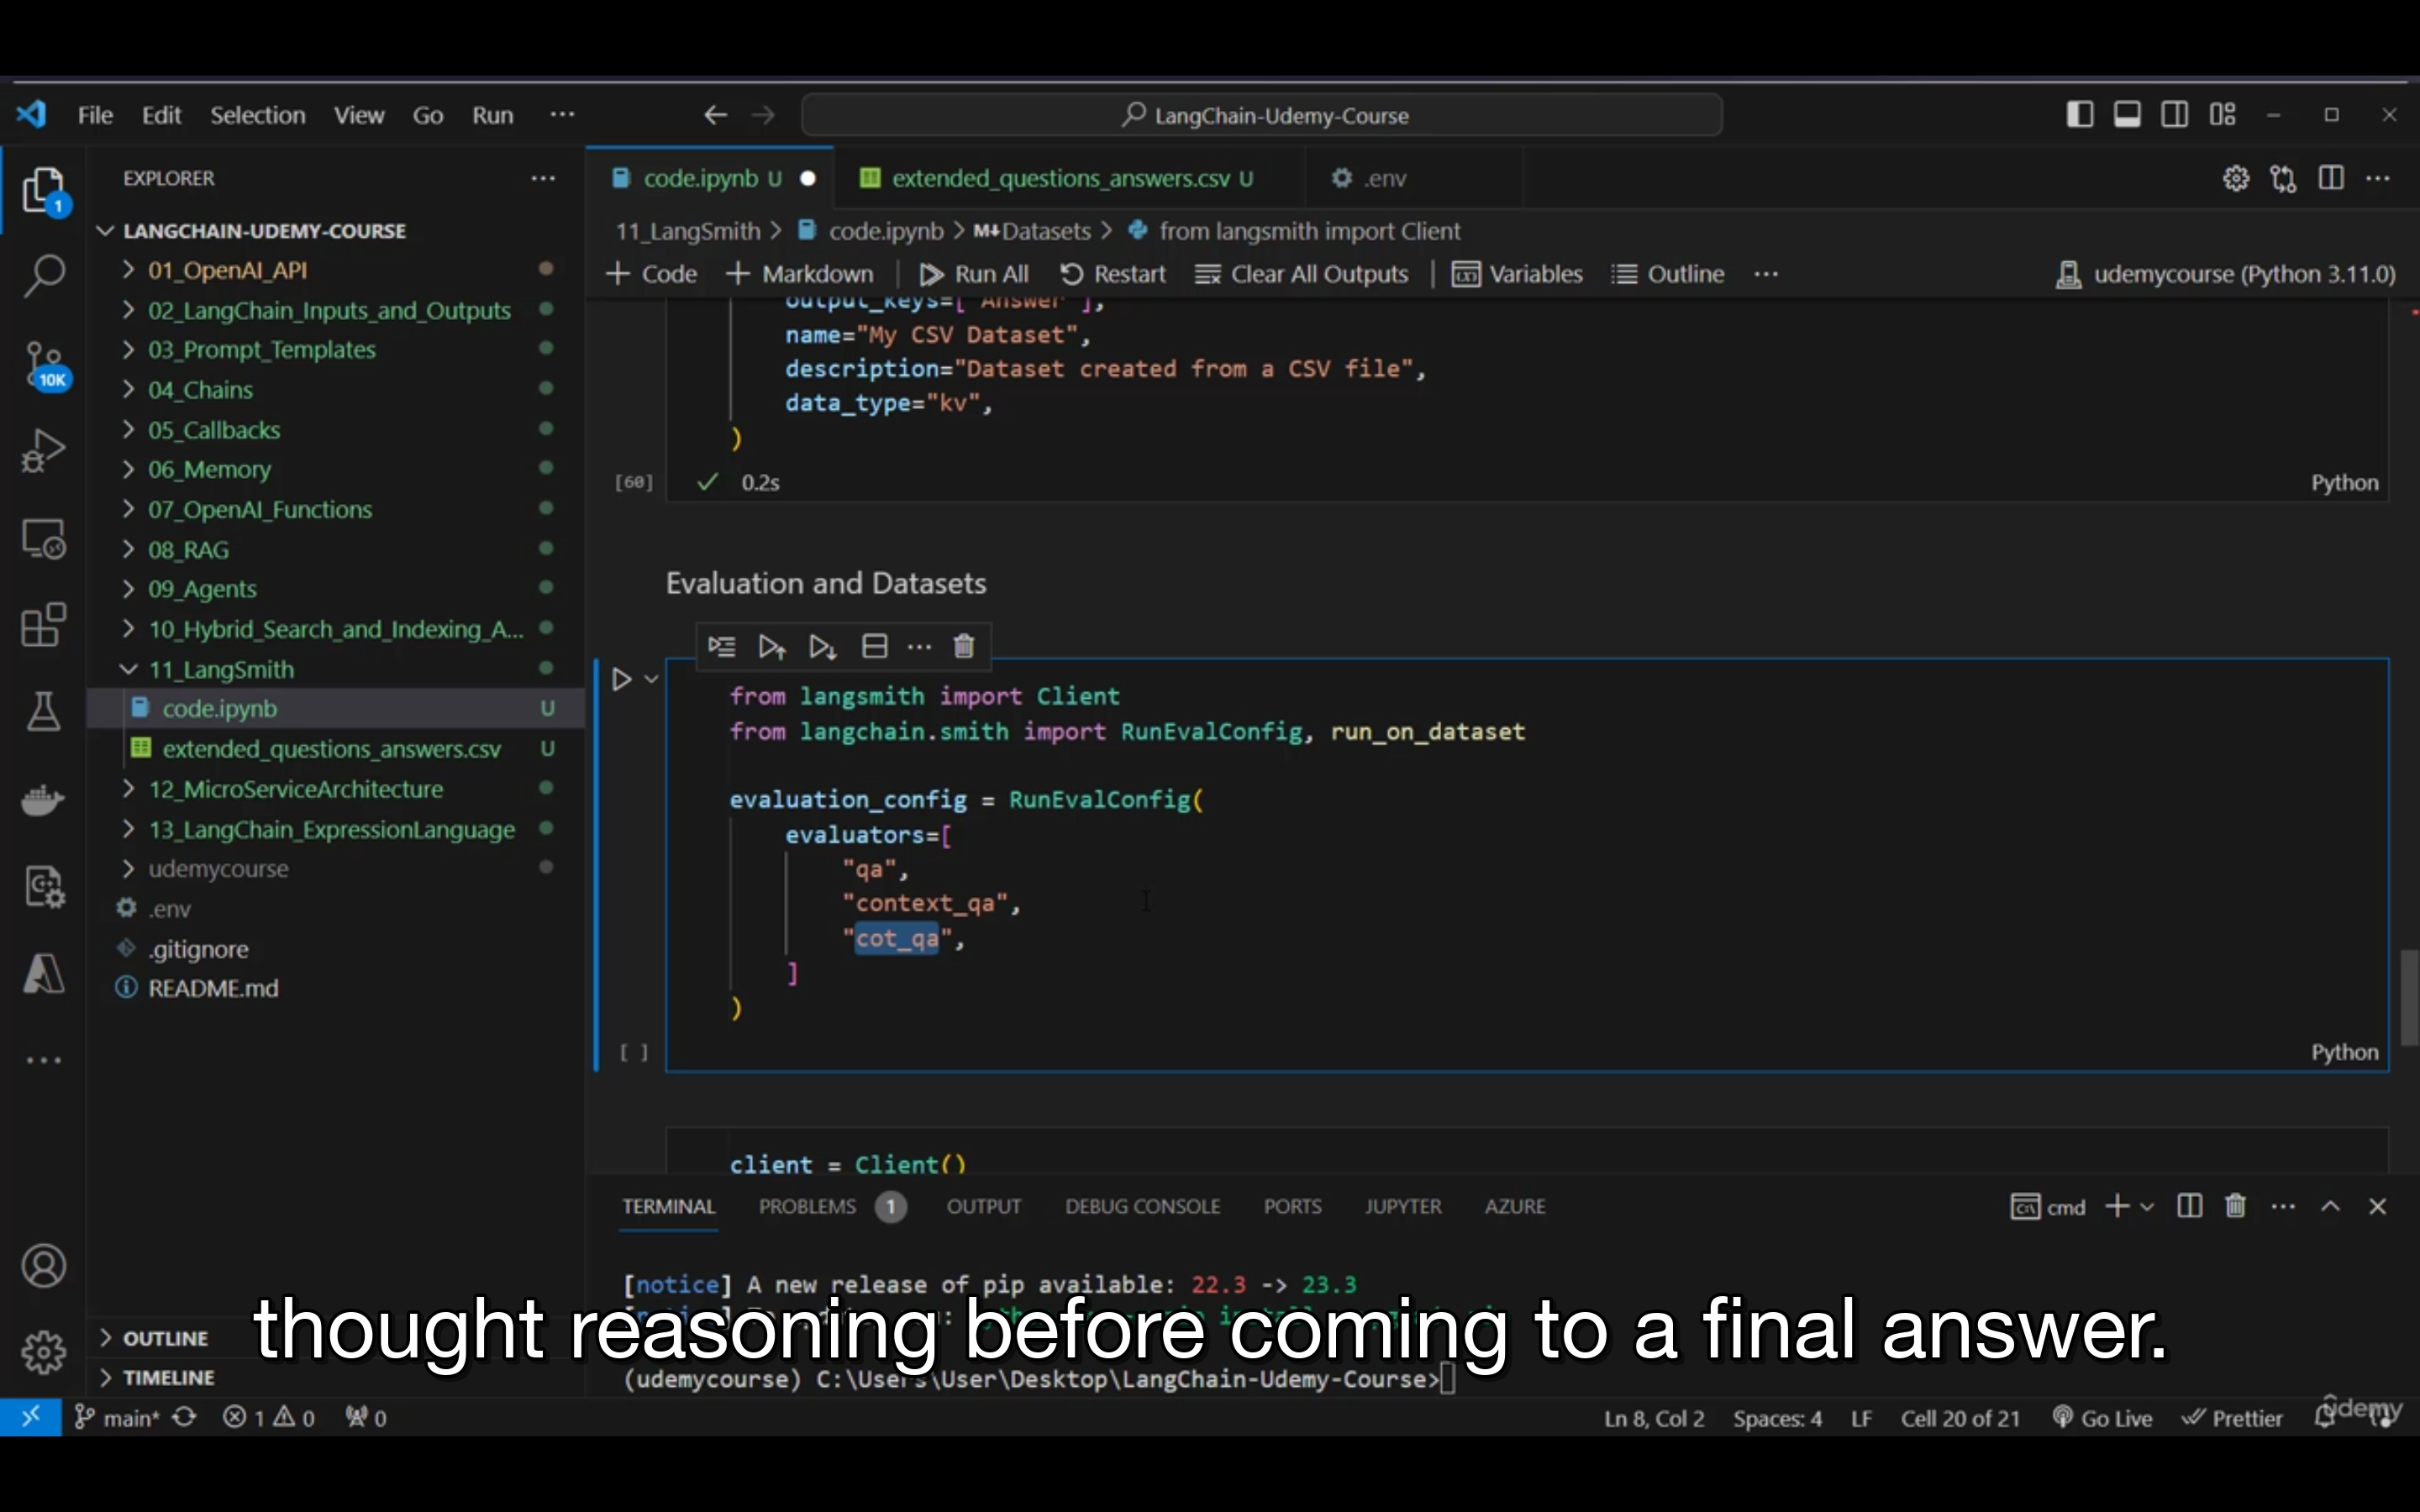 File Edit Selection View Go Run ··· LangChain-Udemy-Course
EXPLORER
1
LANGCHAIN-UDEMY-COURSE
01_OpenAI_API
02_LangChain_Inputs_and_Outputs
03_Prompt_Templates
10K
04_Chains
05_Callbacks
06_Memory
07_OpenAI_Functions
08_RAG
09_Agents
10_Hybrid_Search_and_Indexing_A...
11_LangSmith
code.ipynb U
extended_questions_answers.csv U
12_MicroServiceArchitecture
13_LangChain_ExpressionLanguage
udemycourse
.env
.gitignore
README.md
OUTLINE
TIMELINE
code.ipynb U extended_questions_answers.csv U .env
11_LangSmith > code.ipynb > M↓Datasets > from langsmith import Client
+ Code + Markdown | Run All Restart Clear All Outputs | Variables Outline ··· udemycourse (Python 3.11.0)
output_keys=["Answer"],
name="My CSV Dataset",
description="Dataset created from a CSV file",
data_type="kv",
)
[60] ✓ 0.2s Python
Evaluation and Datasets
from langsmith import Client
from langchain.smith import RunEvalConfig, run_on_dataset
evaluation_config = RunEvalConfig(
evaluators=[
"qa",
"context_qa",
"cot_qa",
]
)
[ ] Python
client = Client()
TERMINAL PROBLEMS 1 OUTPUT DEBUG CONSOLE PORTS JUPYTER AZURE cmd
[notice] A new release of pip available: 22.3 -> 23.3
thought reasoning before coming to a final answer.
(udemycourse) C:\Users\User\Desktop\LangChain-Udemy-Course>
main* 1 0 0 Ln 8, Col 2 Spaces: 4 LF Cell 20 of 21 Go Live Prettier
ûdemy